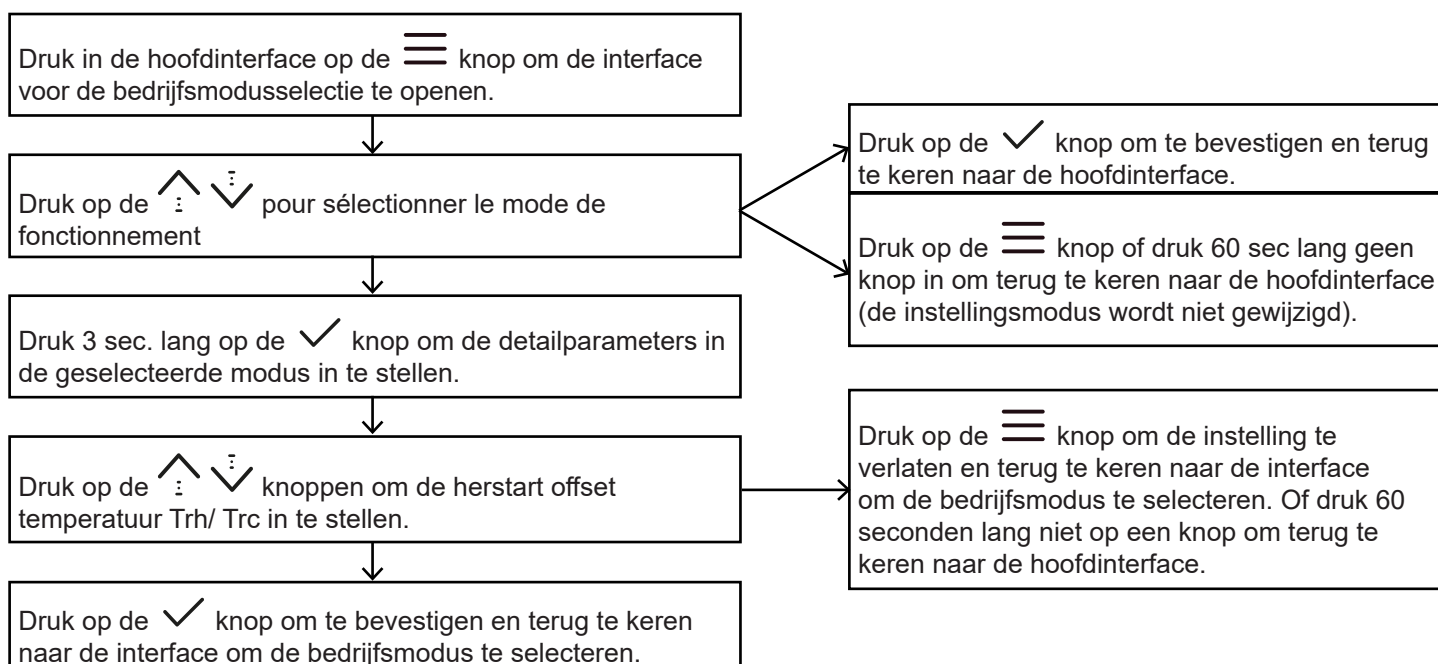 Druk in de hoofdinterface op de knop om de interface
voor de bedrijfsmodusselectie te openen.
Druk op de pour sélectionner le mode de
fonctionnement
Druk op de knop om te bevestigen en terug
te keren naar de hoofdinterface.
Druk op de knop of druk 60 sec lang geen
knop in om terug te keren naar de hoofdinterface
(de instellingsmodus wordt niet gewijzigd).
Druk 3 sec. lang op de knop om de detailparameters in
de geselecteerde modus in te stellen.
Druk op de knoppen om de herstart offset
temperatuur Trh/ Trc in te stellen.
Druk op de knop om de instelling te
verlaten en terug te keren naar de interface
om de bedrijfsmodus te selecteren. Of druk 60
seconden lang niet op een knop om terug te
keren naar de hoofdinterface.
Druk op de knop om te bevestigen en terug te keren
naar de interface om de bedrijfsmodus te selecteren.